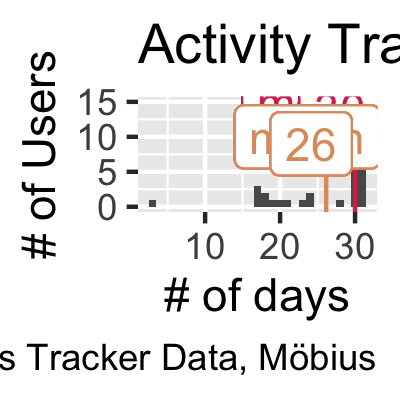 Activity Tra
# of Users
15
10
5
0
26
10 20 30
# of days
s Tracker Data, Möbius